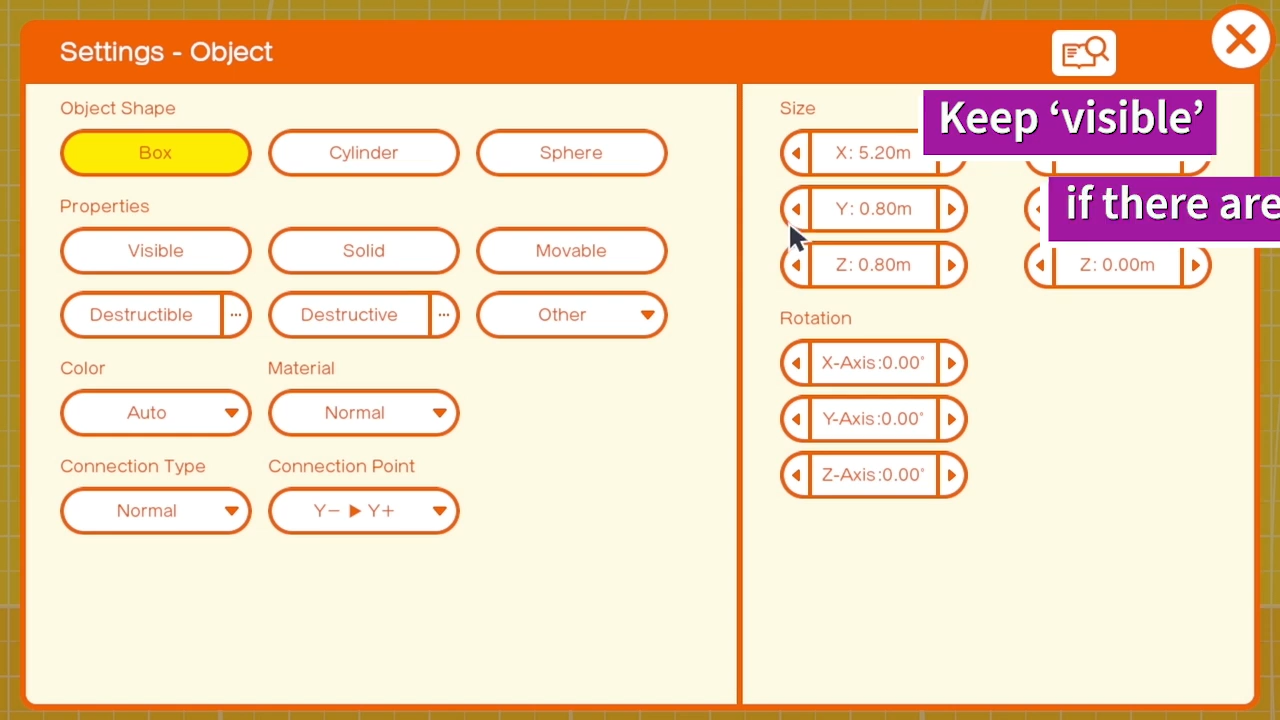 Settings - Object
Object Shape
Box
Cylinder
Sphere
Properties
Visible
Solid
Movable
Destructible
...
Destructive
...
Other
Color
Material
Auto
Normal
Connection Type
Connection Point
Normal
Y− ▶ Y+
Size
X: 5.20m
Y: 0.80m
Z: 0.80m
Z: 0.00m
Rotation
X-Axis:0.00°
Y-Axis:0.00°
Z-Axis:0.00°
Keep ‘visible’
if there are